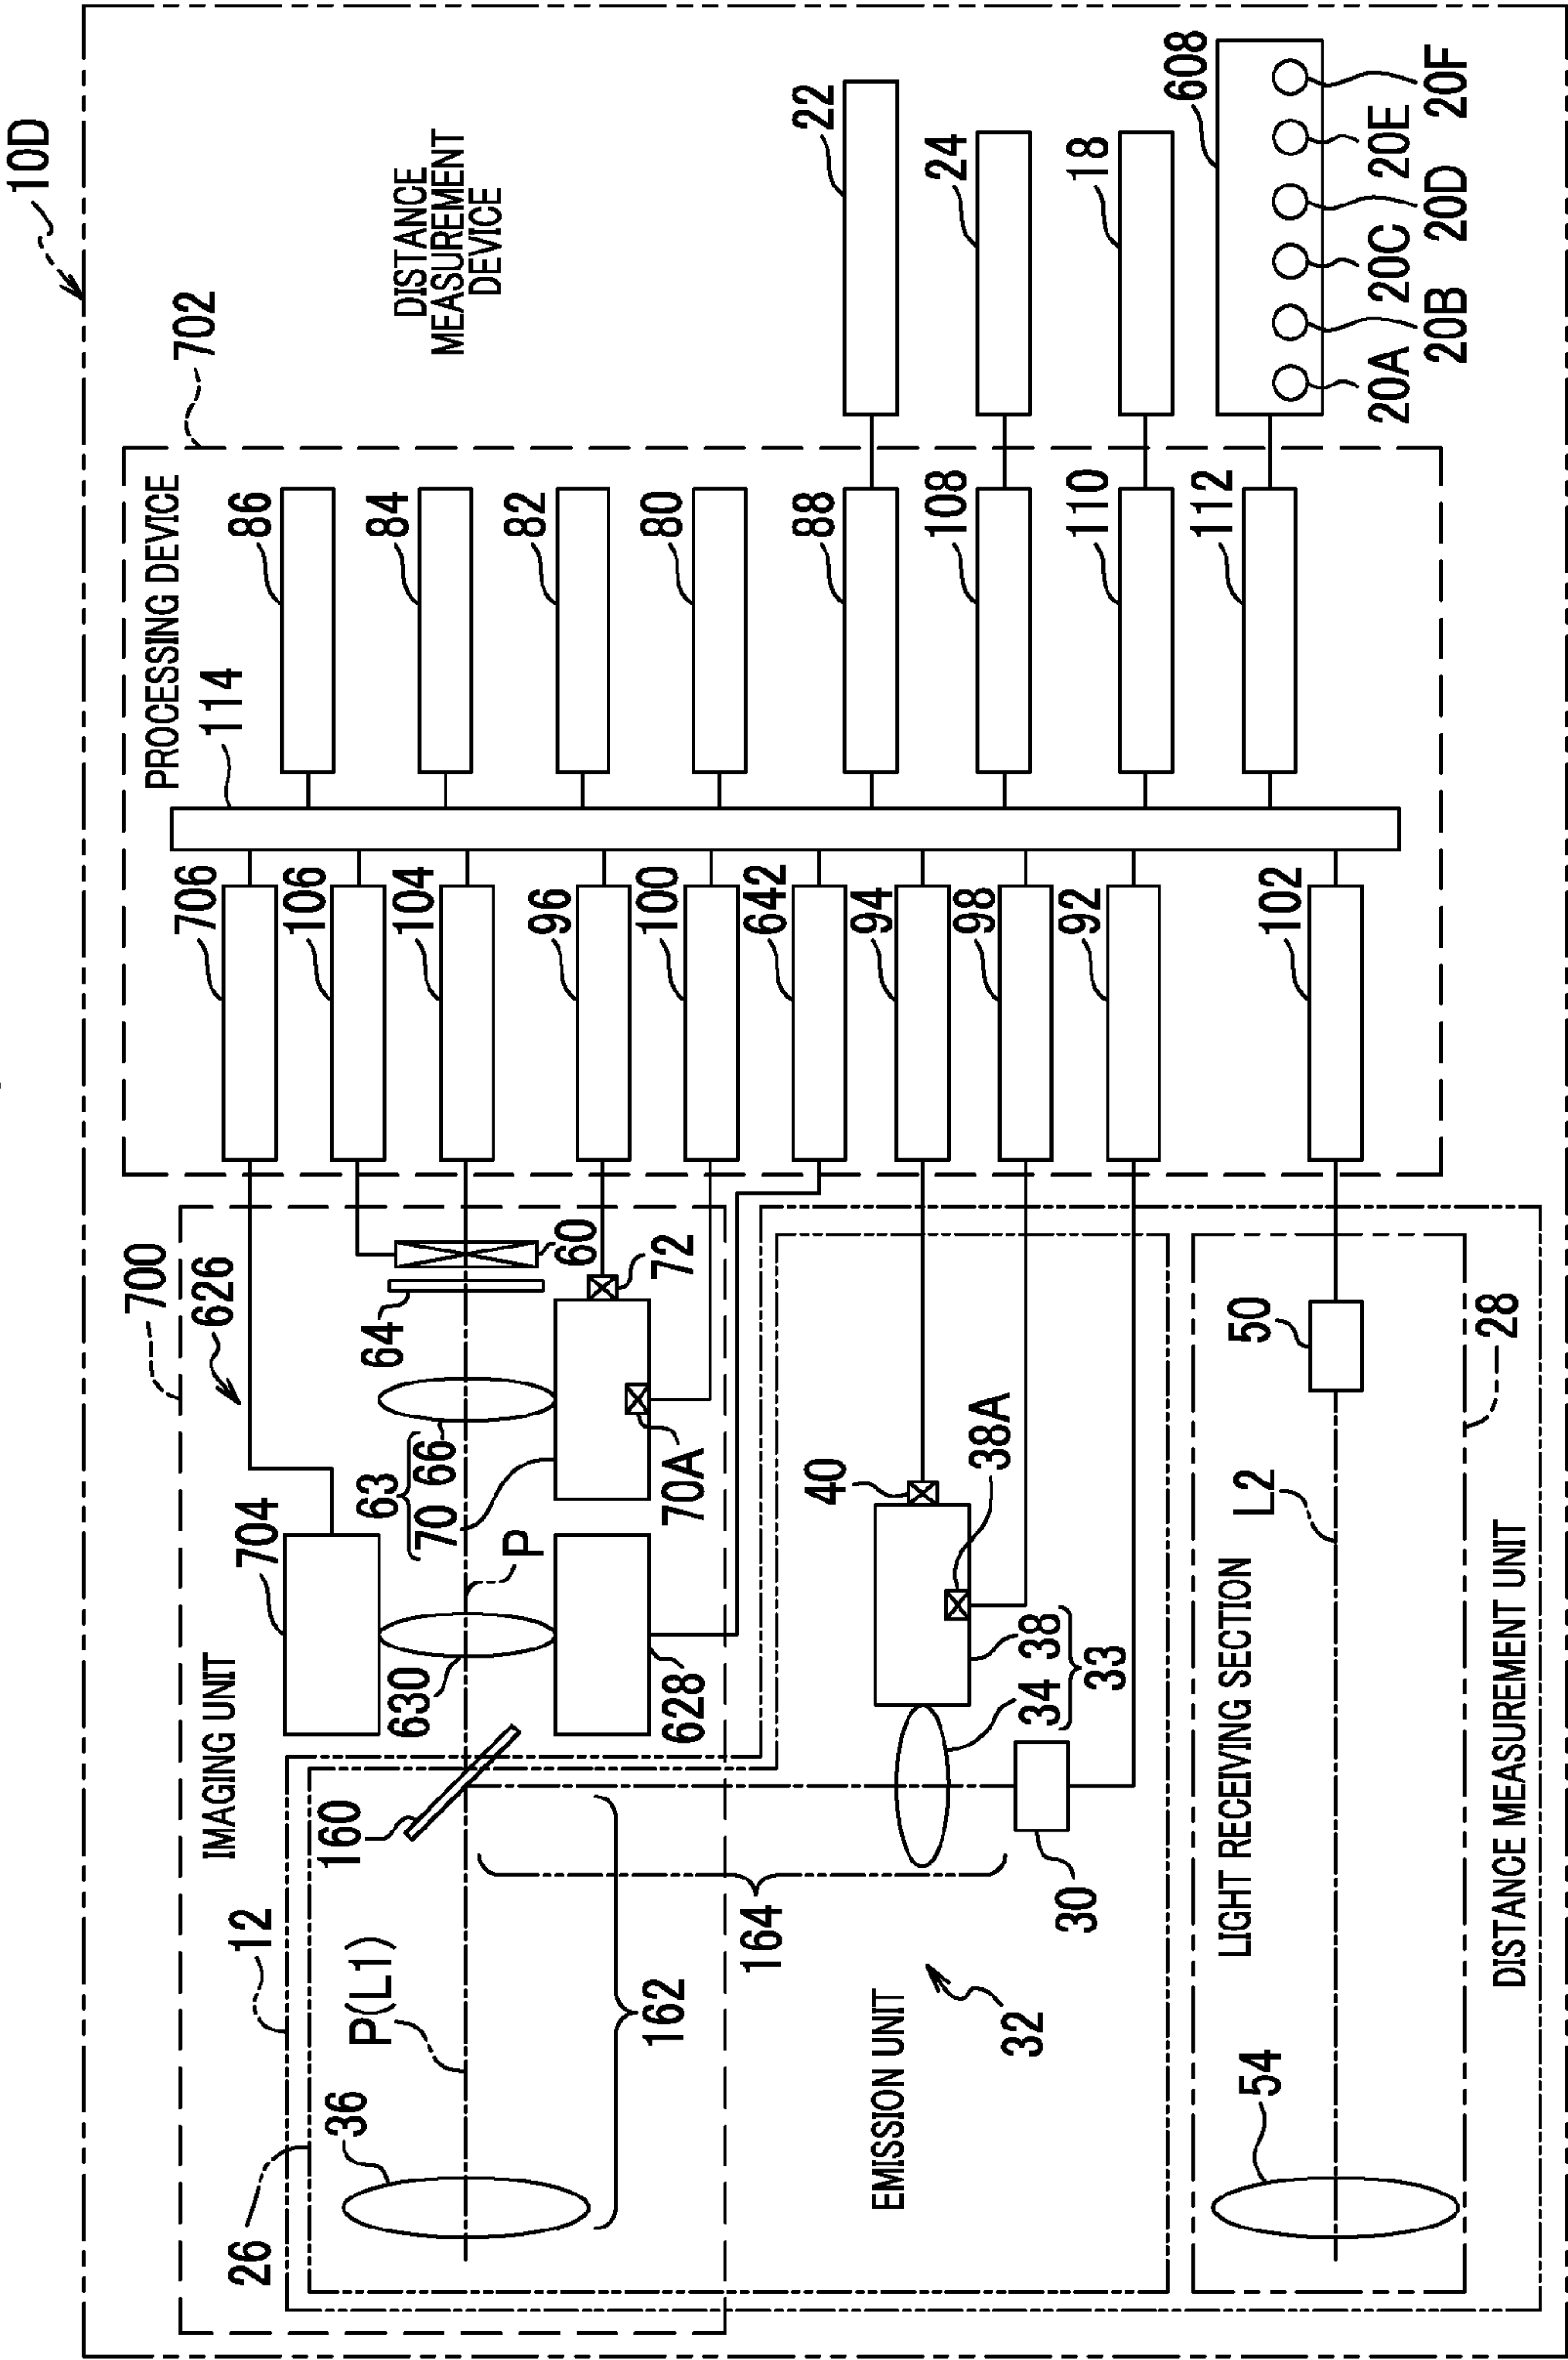 10D
DISTANCE
MEASUREMENT
DEVICE
702
PROCESSING DEVICE
114
86
84
82
80
88
108
110
112
22
24
18
608
20A
20B
20C
20D
20E
20F
706
106
104
96
100
642
94
98
92
102
700
626
IMAGING UNIT
704
630
628
63
70 66
70A
64
60
72
P
160
12
26
36
P(L1)
162
164
EMISSION UNIT
32
30
34 38
33
38A
40
LIGHT RECEIVING SECTION
L2
50
28
54
DISTANCE MEASUREMENT UNIT